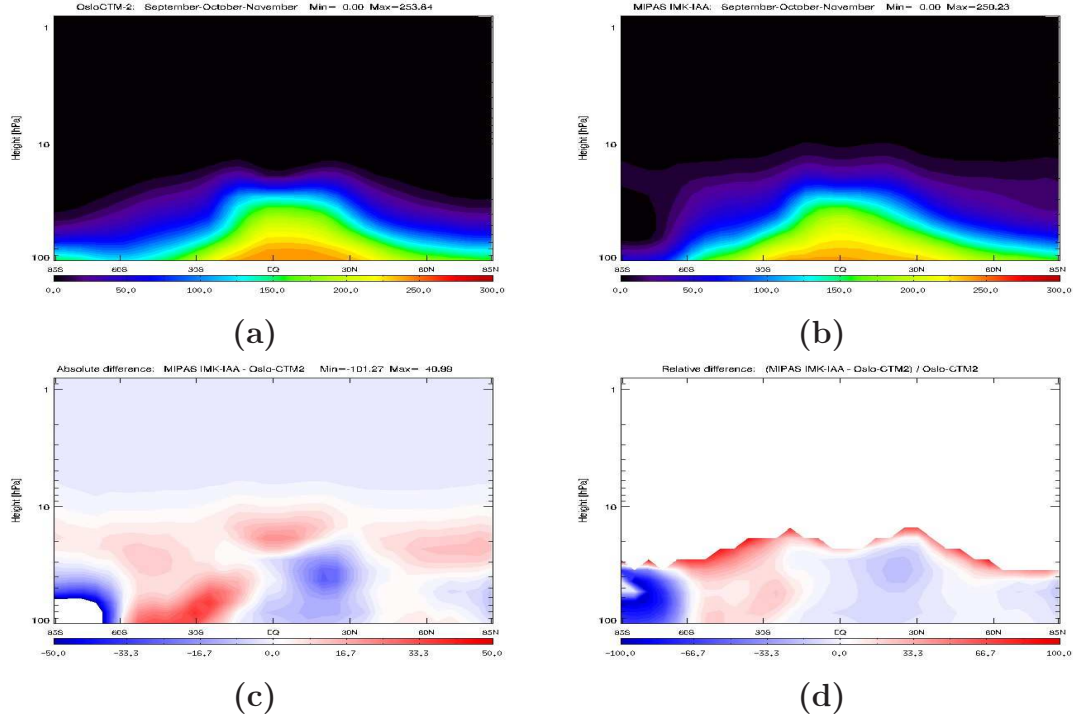 OsloCTM-2: September-October-November Min= 0.00 Max=253.84
MIPAS IMK-IAA: September-October-November Min= 0.00 Max=250.23
Height [hPa]
1
10
100
85S 60S 30S EQ 30N 60N 85N
0.0 50.0 100.0 150.0 200.0 250.0 300.0
Height [hPa]
1
10
100
85S 60S 30S EQ 30N 60N 85N
0.0 50.0 100.0 150.0 200.0 250.0 300.0
(a)
(b)
Absolute difference: MIPAS IMK-IAA - Oslo-CTM2 Min=-101.27 Max= 40.99
Relative difference: (MIPAS IMK-IAA - Oslo-CTM2) / Oslo-CTM2
Height [hPa]
1
10
100
85S 60S 30S EQ 30N 60N 85N
-50.0 -33.3 -16.7 0.0 16.7 33.3 50.0
Height [hPa]
1
10
100
85S 60S 30S EQ 30N 60N 85N
-100.0 -66.7 -33.3 0.0 33.3 66.7 100.0
(c)
(d)